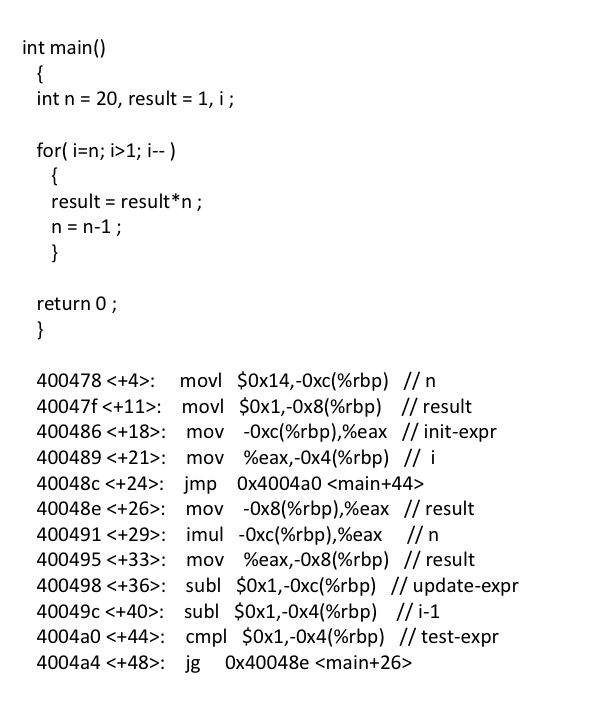 int main()
{
int n = 20, result = 1, i ;
for( i=n; i>1; i-- )
{
result = result*n ;
n = n-1 ;
}
return 0 ;
}
400478 <+4>: movl $0x14,-0xc(%rbp) // n
40047f <+11>: movl $0x1,-0x8(%rbp) // result
400486 <+18>: mov -0xc(%rbp),%eax // init-expr
400489 <+21>: mov %eax,-0x4(%rbp) // i
40048c <+24>: jmp 0x4004a0 <main+44>
40048e <+26>: mov -0x8(%rbp),%eax // result
400491 <+29>: imul -0xc(%rbp),%eax // n
400495 <+33>: mov %eax,-0x8(%rbp) // result
400498 <+36>: subl $0x1,-0xc(%rbp) // update-expr
40049c <+40>: subl $0x1,-0x4(%rbp) // i-1
4004a0 <+44>: cmpl $0x1,-0x4(%rbp) // test-expr
4004a4 <+48>: jg 0x40048e <main+26>